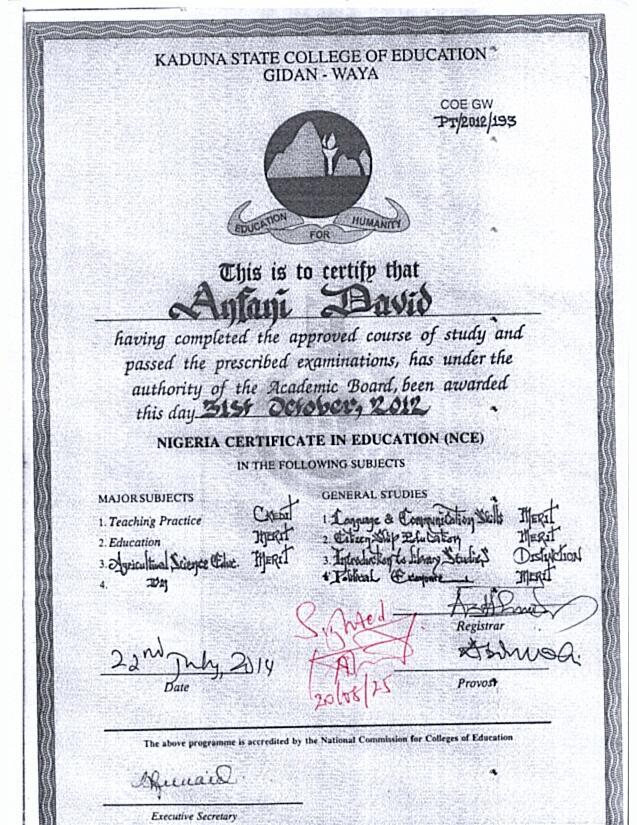 KADUNA STATE COLLEGE OF EDUCATION
GIDAN - WAYA
COE GW
PT/2012/193
EDUCATION FOR HUMANITY
This is to certify that
Anfani David
having completed the approved course of study and
passed the prescribed examinations, has under the
authority of the Academic Board, been awarded
this day 31st October, 2012
NIGERIA CERTIFICATE IN EDUCATION (NCE)
IN THE FOLLOWING SUBJECTS
MAJOR SUBJECTS
1. Teaching Practice CREDIT
2. Education MERIT
3. Agricultural Science Educ. MERIT
4.
GENERAL STUDIES
1. Language & Communication Skills MERIT
2. Citizenship Education MERIT
3. Introduction to Library Studies DISTINCTION
4. Political Economy MERIT
Registrar
Sighted
20/08/25
22nd July, 2014
Date
Provost
The above programme is accredited by the National Commission for Colleges of Education
Executive Secretary